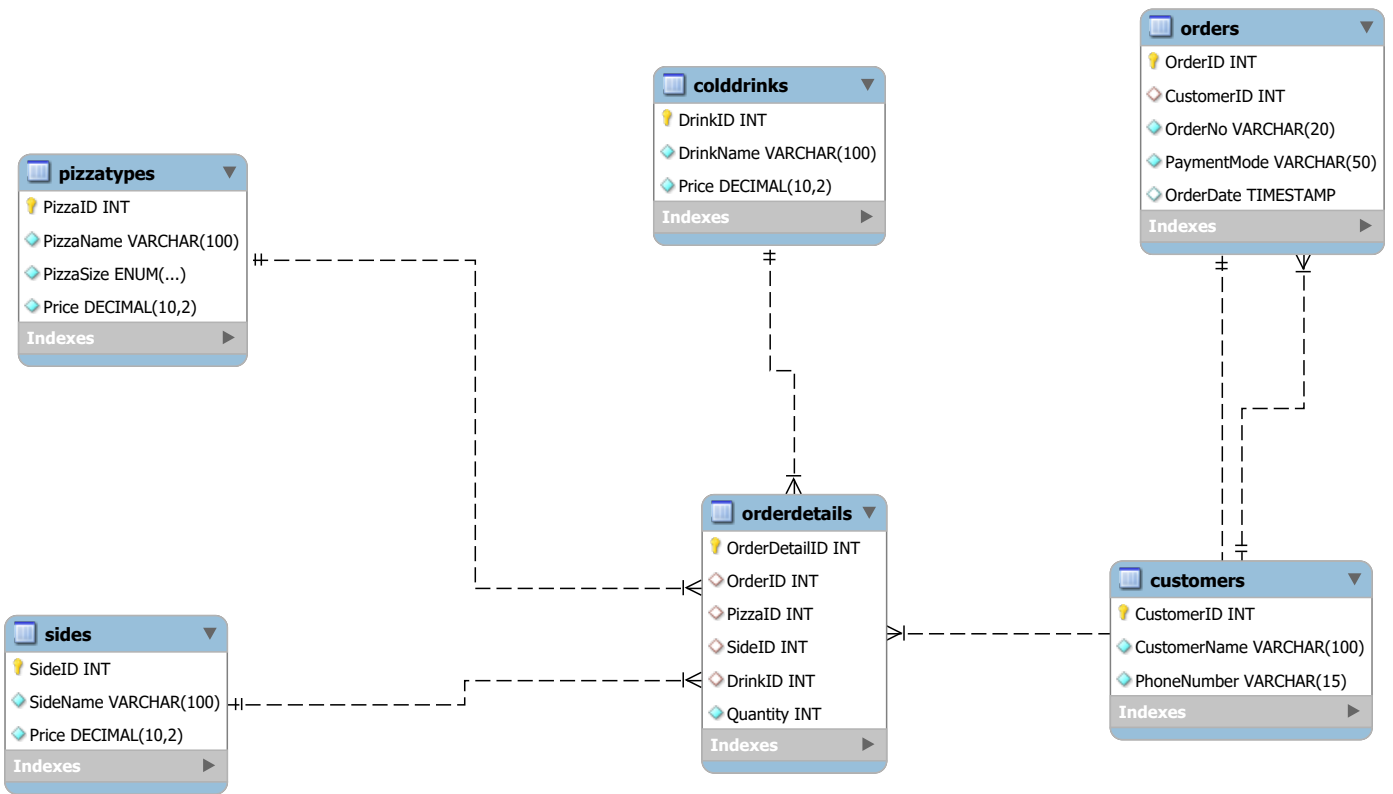 orders
OrderID INT
CustomerID INT
OrderNo VARCHAR(20)
PaymentMode VARCHAR(50)
OrderDate TIMESTAMP
Indexes
colddrinks
DrinkID INT
DrinkName VARCHAR(100)
Price DECIMAL(10,2)
Indexes
pizzatypes
PizzaID INT
PizzaName VARCHAR(100)
PizzaSize ENUM(...)
Price DECIMAL(10,2)
Indexes
orderdetails
OrderDetailID INT
OrderID INT
PizzaID INT
SideID INT
DrinkID INT
Quantity INT
Indexes
customers
CustomerID INT
CustomerName VARCHAR(100)
PhoneNumber VARCHAR(15)
Indexes
sides
SideID INT
SideName VARCHAR(100)
Price DECIMAL(10,2)
Indexes